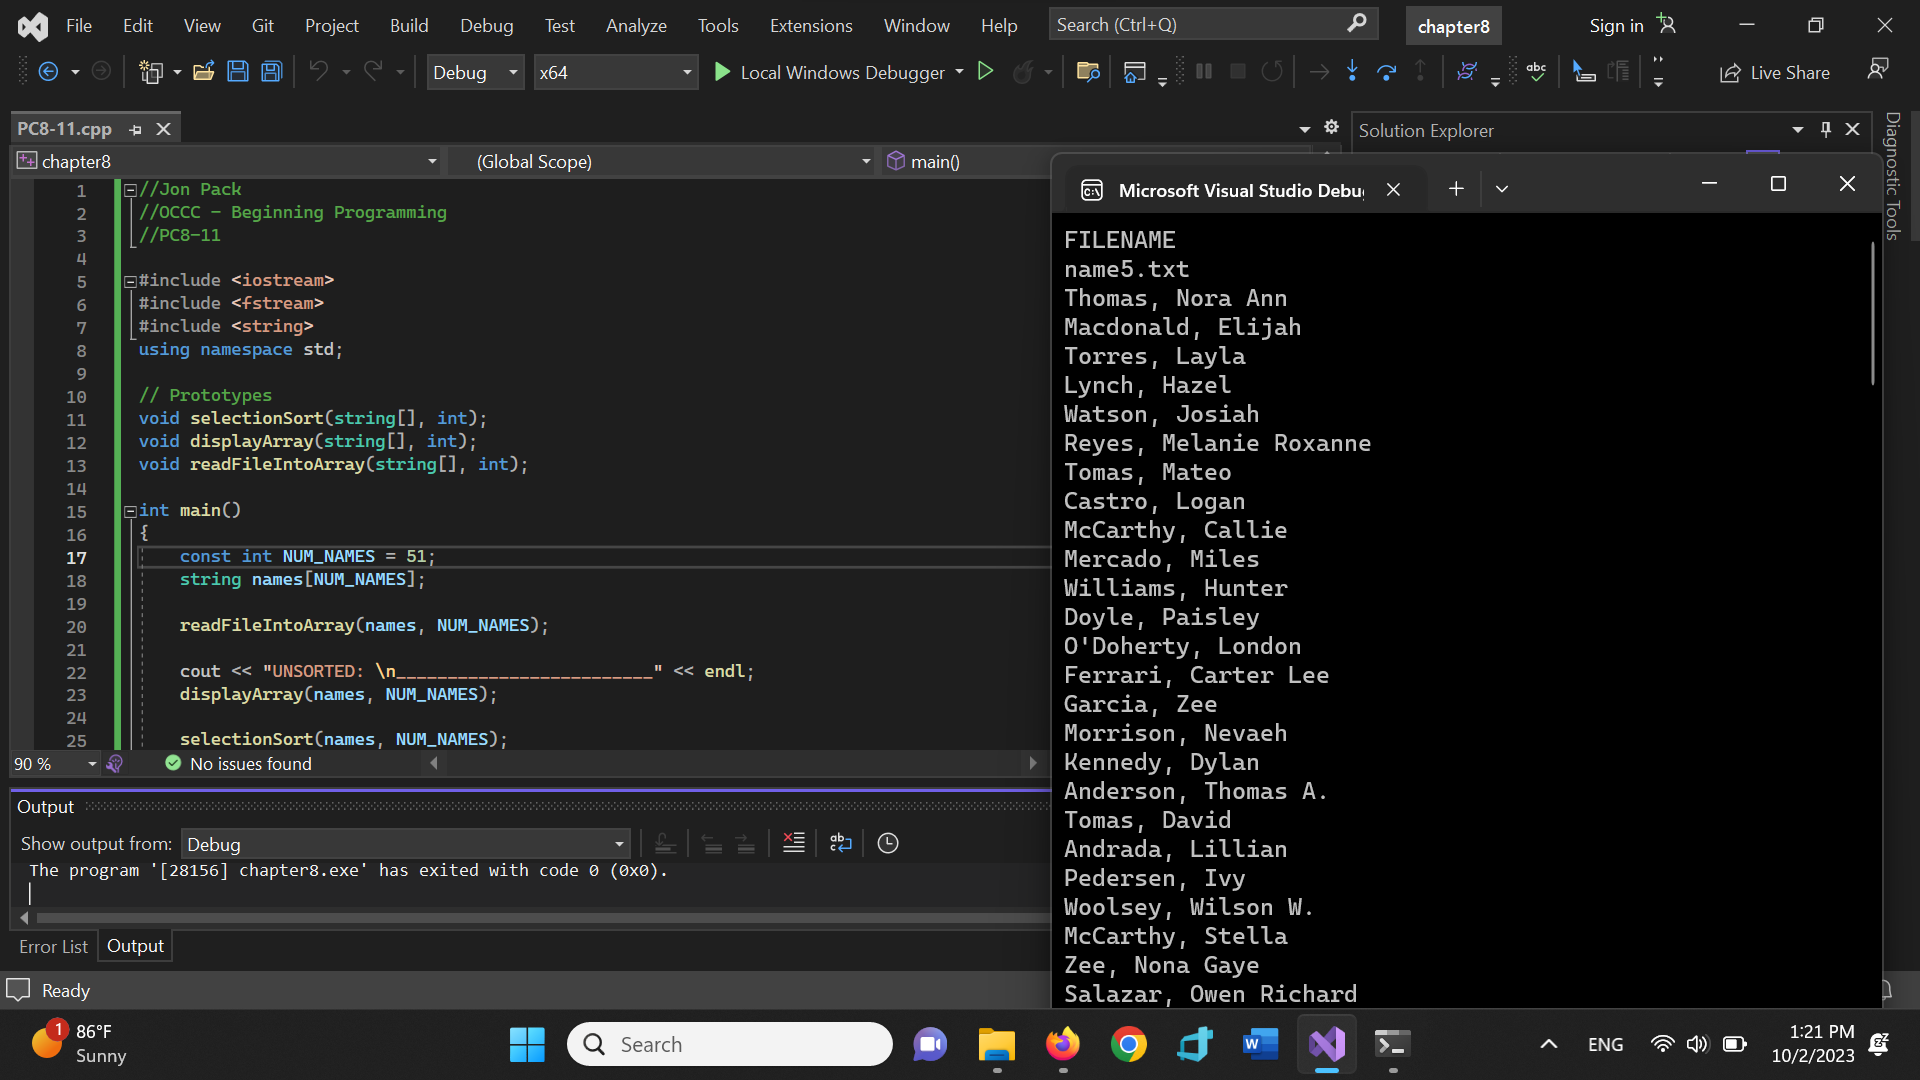 File Edit View Git Project Build Debug Test Analyze Tools Extensions Window Help Search (Ctrl+Q) chapter8 Sign in
Debug x64 Local Windows Debugger abc Live Share
PC8-11.cpp
Solution Explorer
Diagnostic Tools
chapter8 (Global Scope) main()
1 //Jon Pack
2 //OCCC - Beginning Programming
3 //PC8-11
4
5 #include <iostream>
6 #include <fstream>
7 #include <string>
8 using namespace std;
9
10 // Prototypes
11 void selectionSort(string[], int);
12 void displayArray(string[], int);
13 void readFileIntoArray(string[], int);
14
15 int main()
16 {
17 const int NUM_NAMES = 51;
18 string names[NUM_NAMES];
19
20 readFileIntoArray(names, NUM_NAMES);
21
22 cout << "UNSORTED: \n_________________________" << endl;
23 displayArray(names, NUM_NAMES);
24
25 selectionSort(names, NUM_NAMES);
90 % No issues found
Output
Show output from: Debug
The program '[28156] chapter8.exe' has exited with code 0 (0x0).
Error List Output
Ready
Microsoft Visual Studio Debug
FILENAME
name5.txt
Thomas, Nora Ann
Macdonald, Elijah
Torres, Layla
Lynch, Hazel
Watson, Josiah
Reyes, Melanie Roxanne
Tomas, Mateo
Castro, Logan
McCarthy, Callie
Mercado, Miles
Williams, Hunter
Doyle, Paisley
O'Doherty, London
Ferrari, Carter Lee
Garcia, Zee
Morrison, Nevaeh
Kennedy, Dylan
Anderson, Thomas A.
Tomas, David
Andrada, Lillian
Pedersen, Ivy
Woolsey, Wilson W.
McCarthy, Stella
Zee, Nona Gaye
Salazar, Owen Richard
1
86°F
Sunny
Search
ENG
1:21 PM
10/2/2023